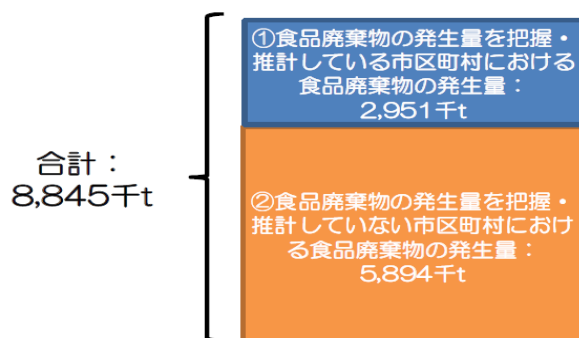 ①食品廃棄物の発生量を把握・
推計している市区町村における
食品廃棄物の発生量：
2,951千t
合計：
8,845千t
②食品廃棄物の発生量を把握・
推計していない市区町村におけ
る食品廃棄物の発生量：
5,894千t